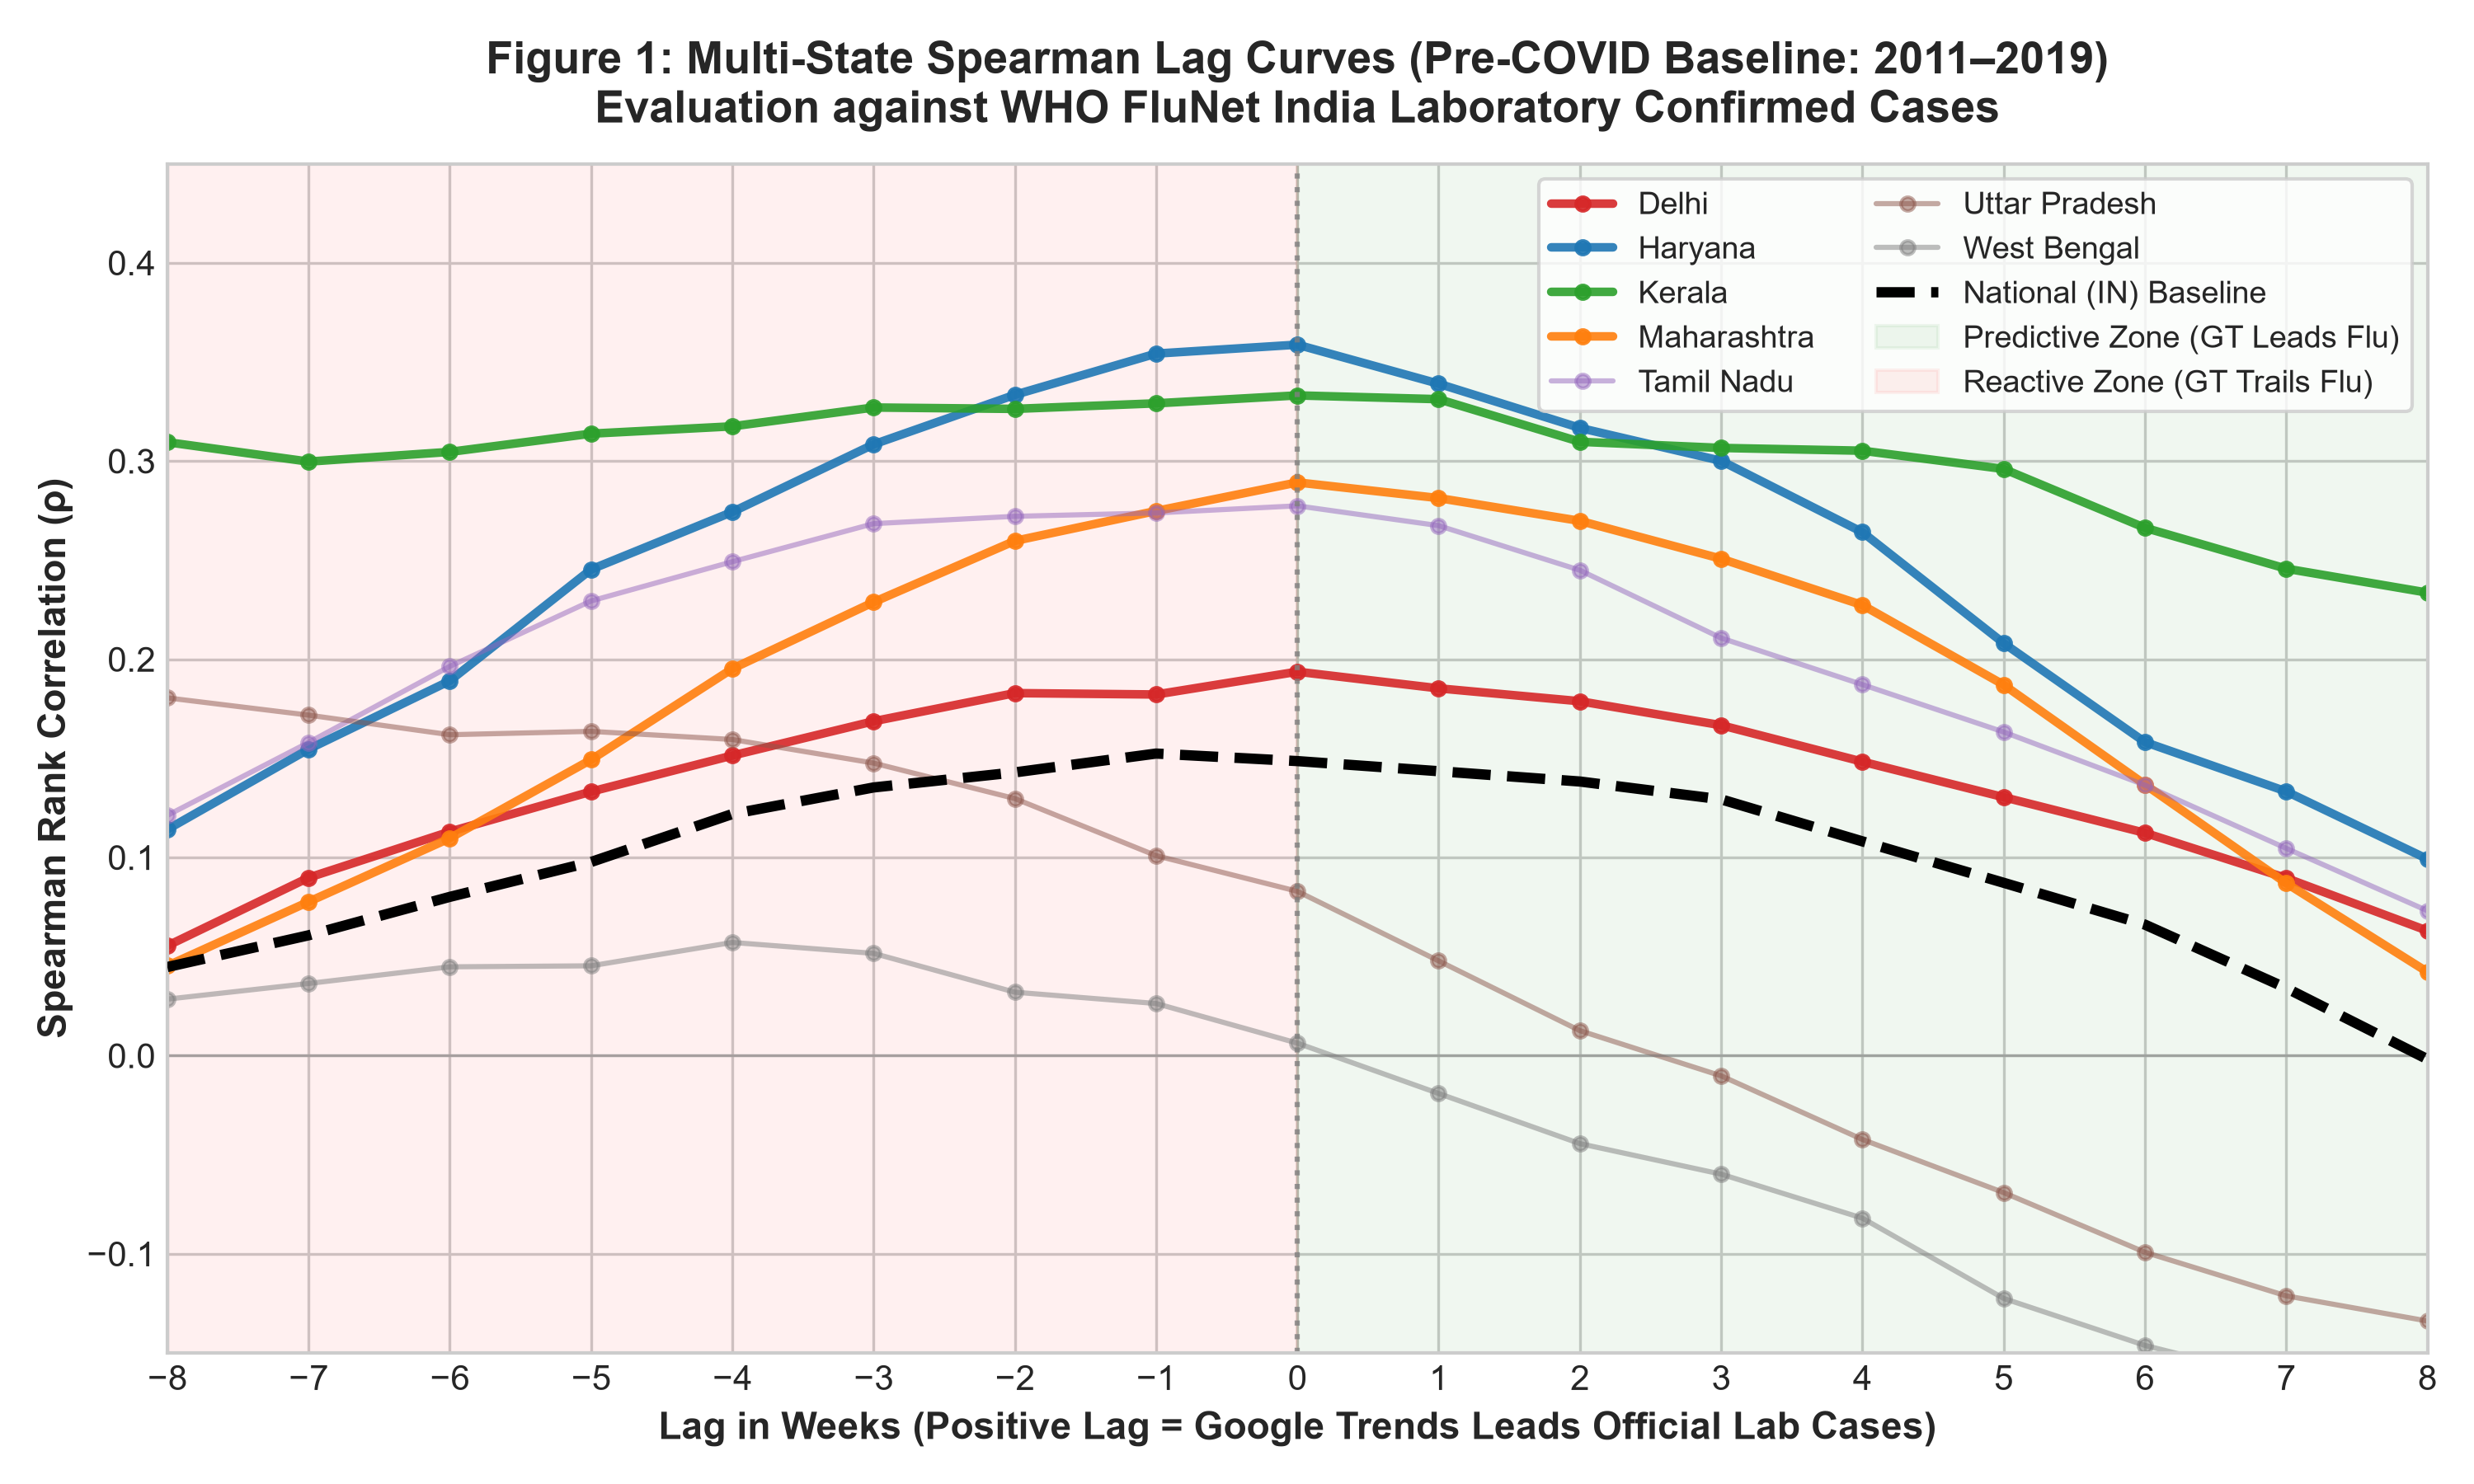 Figure 1: Multi-State Spearman Lag Curves (Pre-COVID Baseline: 2011–2019)
Evaluation against WHO FluNet India Laboratory Confirmed Cases
Delhi
Haryana
Kerala
Maharashtra
Tamil Nadu
Uttar Pradesh
West Bengal
National (IN) Baseline
Predictive Zone (GT Leads Flu)
Reactive Zone (GT Trails Flu)
Spearman Rank Correlation (ρ)
0.4
0.3
0.2
0.1
0.0
−0.1
−8 −7 −6 −5 −4 −3 −2 −1 0 1 2 3 4 5 6 7 8
Lag in Weeks (Positive Lag = Google Trends Leads Official Lab Cases)